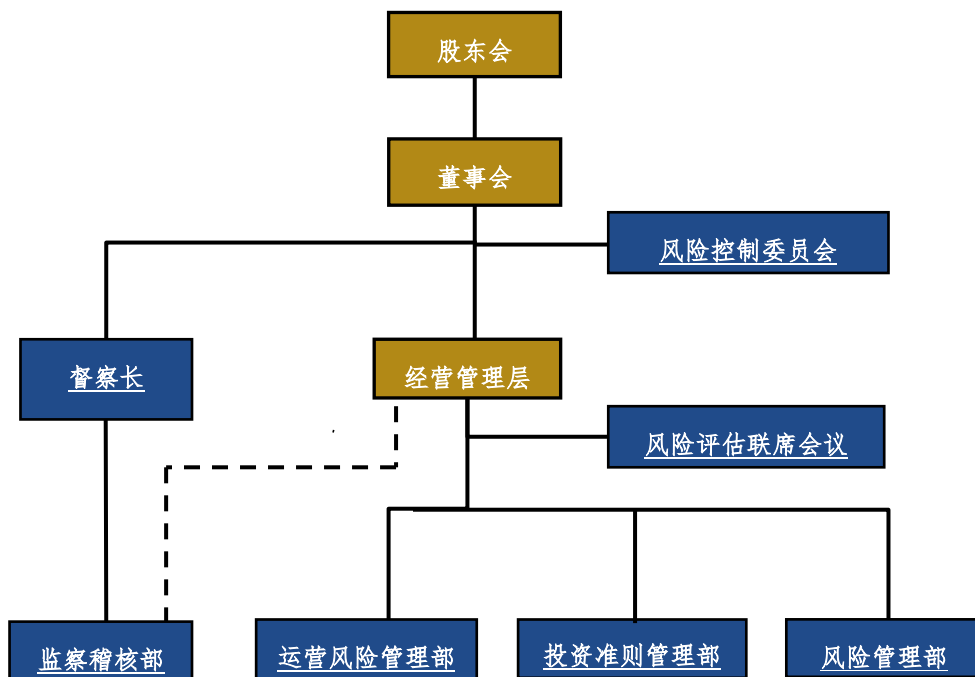 股东会
董事会
风险控制委员会
督察长
经营管理层
风险评估联席会议
监察稽核部
运营风险管理部
投资准则管理部
风险管理部